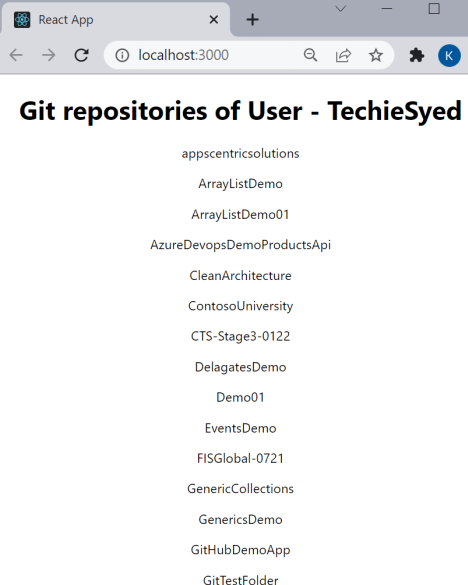 React App
localhost:3000
K
Git repositories of User - TechieSyed
appscentricsolutions
ArrayListDemo
ArrayListDemo01
AzureDevopsDemoProductsApi
CleanArchitecture
ContosoUniversity
CTS-Stage3-0122
DelagatesDemo
Demo01
EventsDemo
FISGlobal-0721
GenericCollections
GenericsDemo
GitHubDemoApp
GitTestFolder